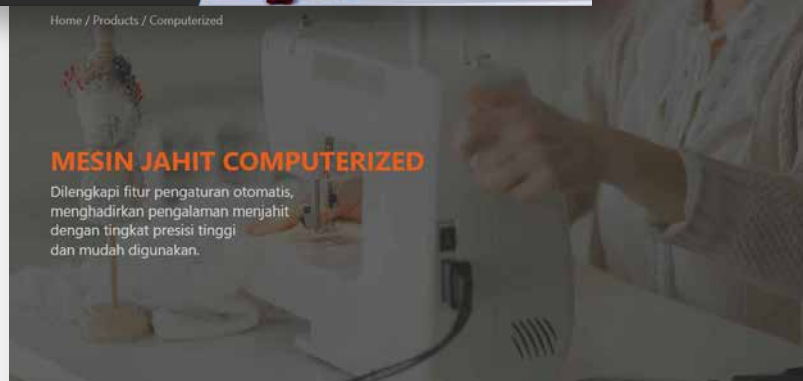 Home / Products / Computerized
MESIN JAHIT COMPUTERIZED
Dilengkapi fitur pengaturan otomatis,
menghadirkan pengalaman menjahit
dengan tingkat presisi tinggi
dan mudah digunakan.